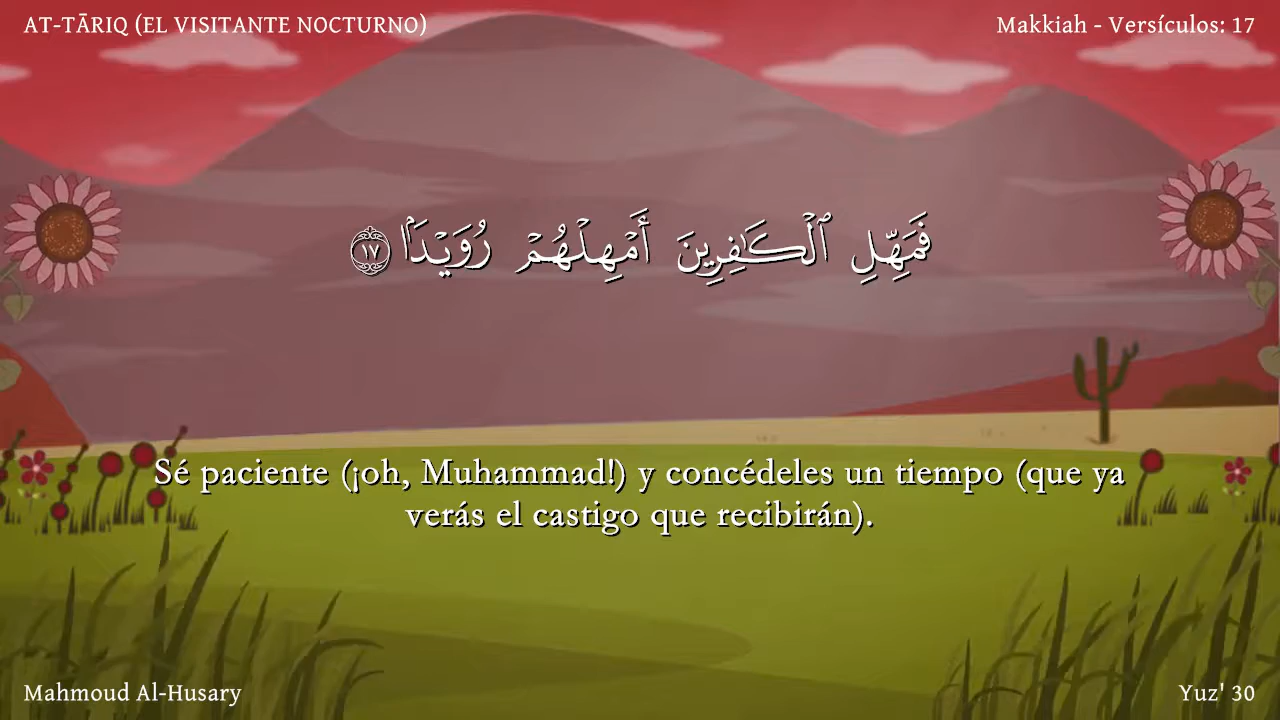 AT-TĀRIQ (EL VISITANTE NOCTURNO)
Makkiah - Versículos: 17
فَمَهِّلِ ٱلْكَـٰفِرِينَ أَمْهِلْهُمْ رُوَيْدَۢا ١٧
Sé paciente (¡oh, Muhammad!) y concédeles un tiempo (que ya
verás el castigo que recibirán).
Mahmoud Al-Husary
Yuz' 30